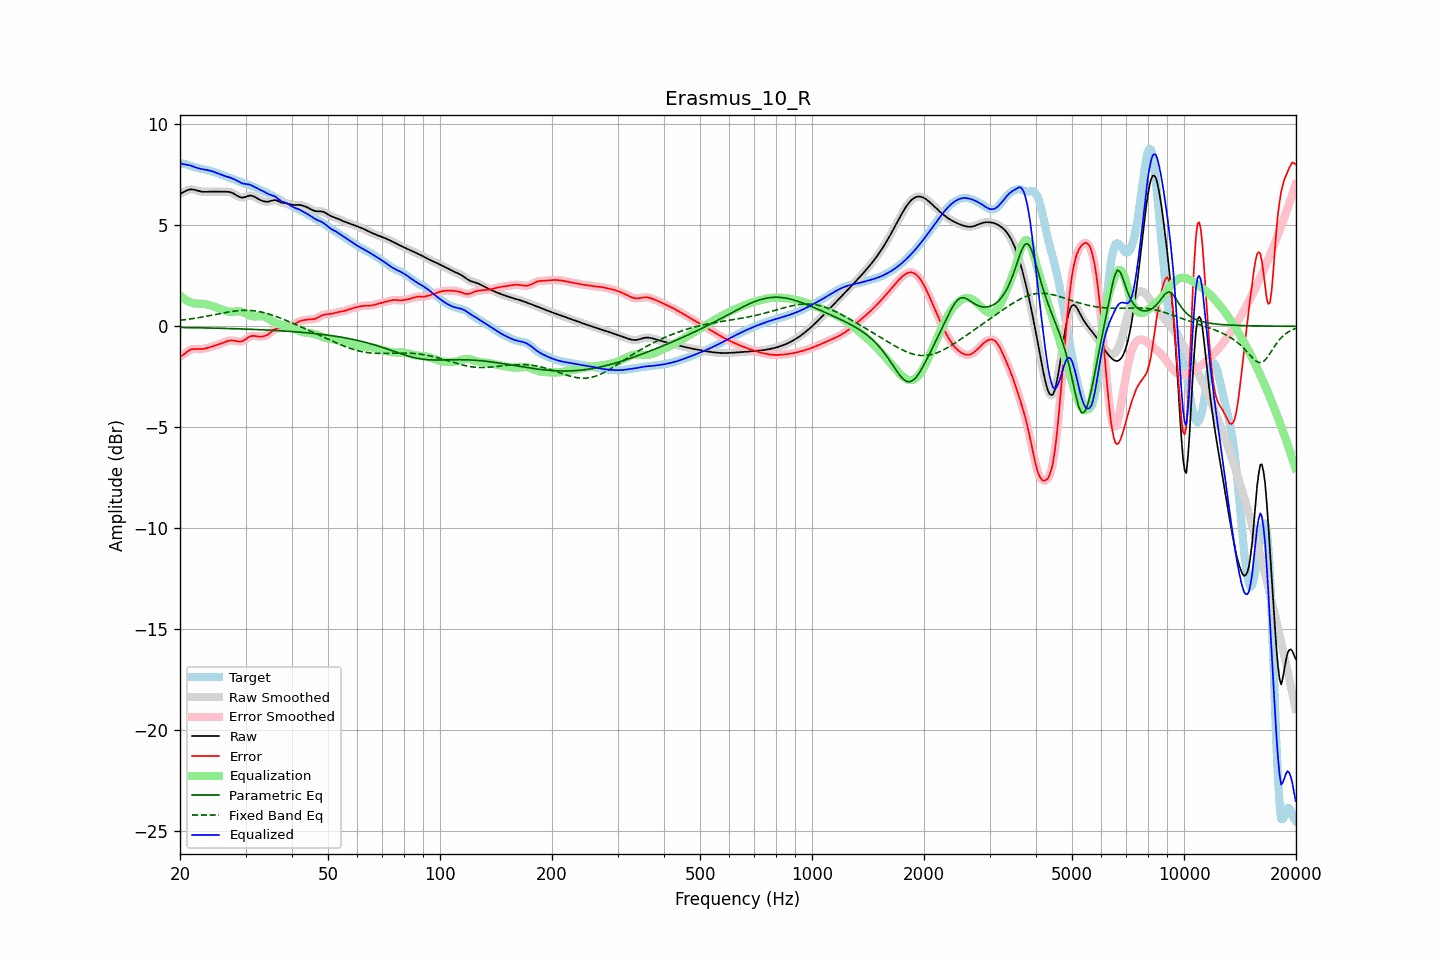 Erasmus_10_R
10
5
0
−5
−10
−15
−20
−25
Amplitude (dBr)
Target
Raw Smoothed
Error Smoothed
Raw
Error
Equalization
Parametric Eq
Fixed Band Eq
Equalized
20 50 100 200 500 1000 2000 5000 10000 20000
Frequency (Hz)